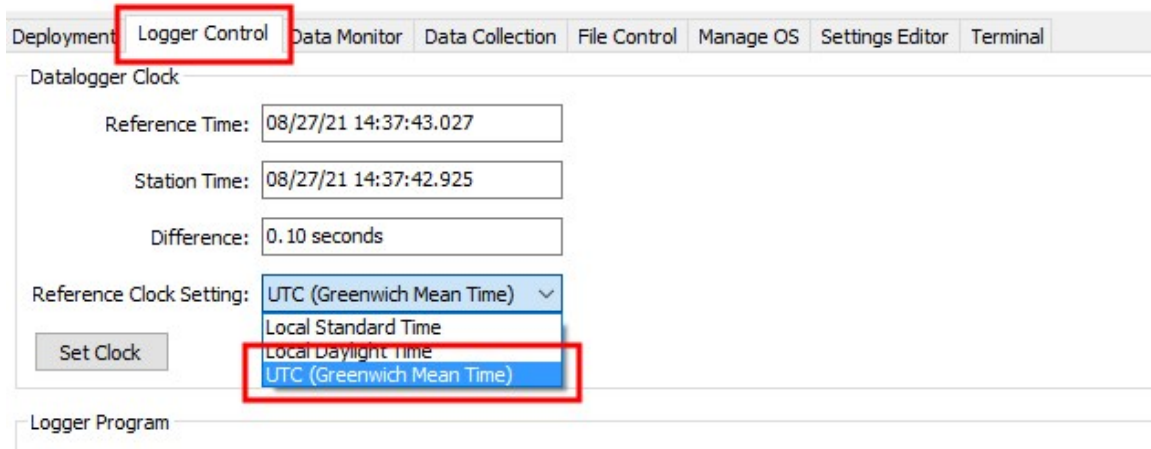 Deployment Logger Control Data Monitor Data Collection File Control Manage OS Settings Editor Terminal
Datalogger Clock
Reference Time: 08/27/21 14:37:43.027
Station Time: 08/27/21 14:37:42.925
Difference: 0.10 seconds
Reference Clock Setting: UTC (Greenwich Mean Time)
Local Standard Time
Set Clock Local Daylight Time
UTC (Greenwich Mean Time)
Logger Program